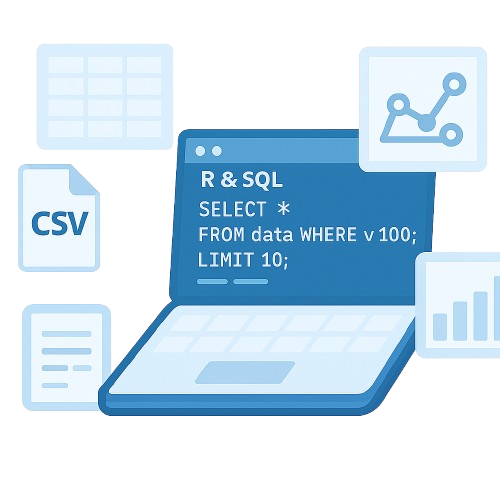 CSV
R & SQL
SELECT *
FROM data WHERE v 100;
LIMIT 10;